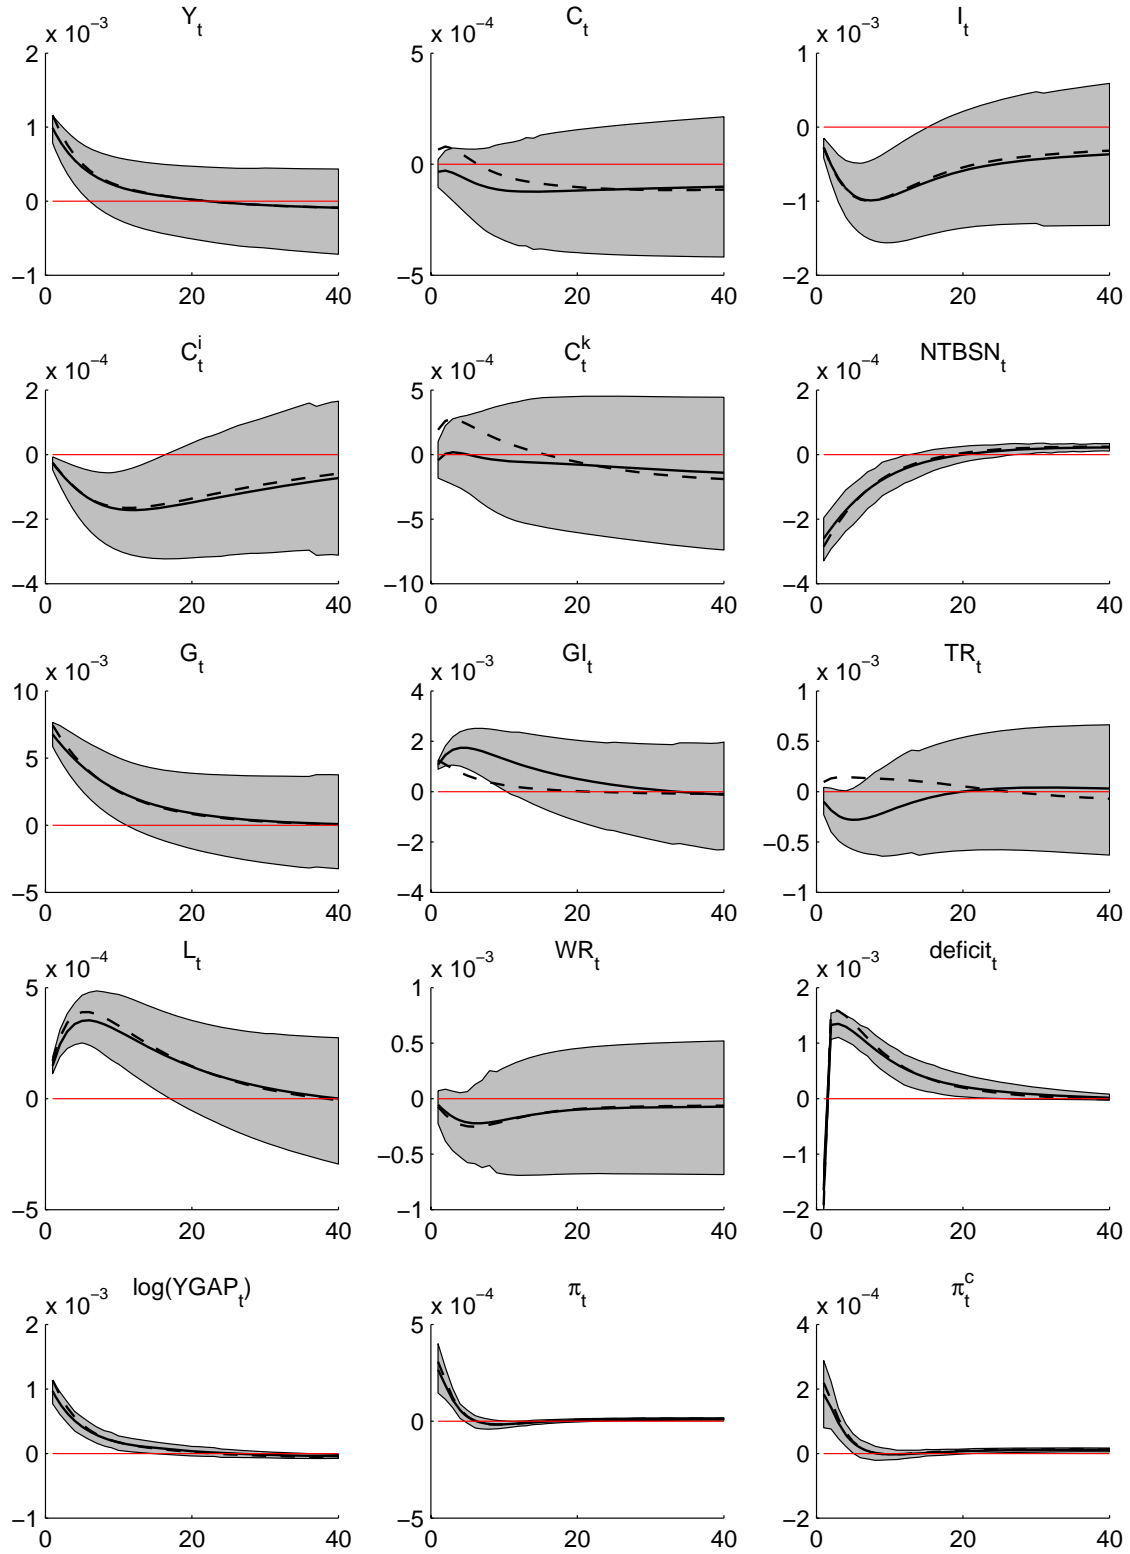 Y_t C_t I_t
x 10^−3 x 10^−4 x 10^−3
2 1 0 −1
0 20 40
5 0 −5
0 20 40
1 0 −1 −2
0 20 40
C_t^i C_t^k NTBSN_t
x 10^−4 x 10^−4 x 10^−4
2 0 −2 −4
0 20 40
5 0 −5 −10
0 20 40
2 0 −2 −4
0 20 40
G_t GI_t TR_t
x 10^−3 x 10^−3 x 10^−3
10 5 0 −5
0 20 40
4 2 0 −2 −4
0 20 40
1 0.5 0 −0.5 −1
0 20 40
L_t WR_t deficit_t
x 10^−4 x 10^−3 x 10^−3
5 0 −5
0 20 40
1 0.5 0 −0.5 −1
0 20 40
2 1 0 −1 −2
0 20 40
log(YGAP_t) π_t π_t^c
x 10^−3 x 10^−4 x 10^−4
2 1 0 −1
0 20 40
5 0 −5
0 20 40
4 2 0 −2
0 20 40